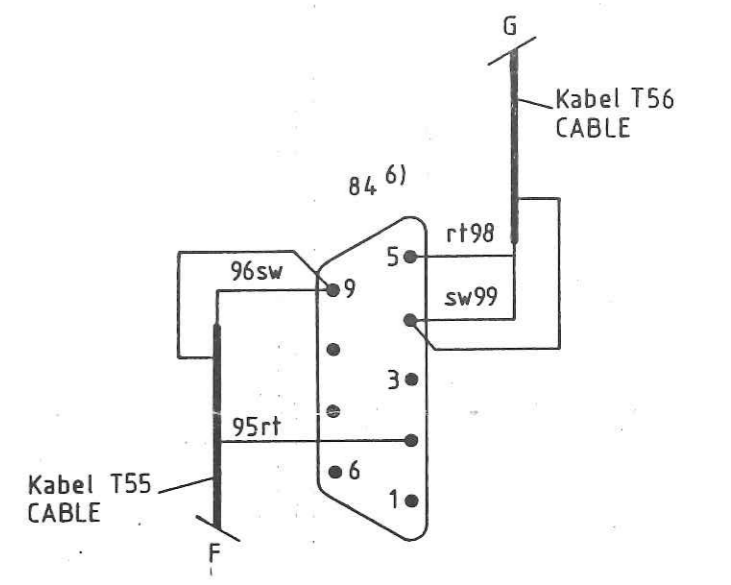 G
Kabel T56
CABLE
84 6)
5
rt98
96sw
9
sw99
3
95rt
6
1
Kabel T55
CABLE
F